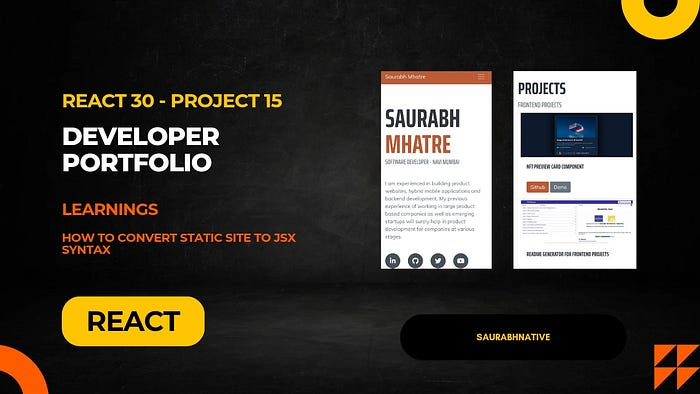 REACT 30 - PROJECT 15
DEVELOPER
PORTFOLIO
LEARNINGS
HOW TO CONVERT STATIC SITE TO JSX
SYNTAX
REACT
Saurabh Mhatre
SAURABH
MHATRE
SOFTWARE DEVELOPER - NAVI MUMBAI
I am experienced in building product
websites, hybrid mobile applications and
backend development. My previous
experience of working in large product
based companies as well as emerging
startups will surely help in product
development for companies at various
stages.
PROJECTS
FRONTEND PROJECTS
NFT PREVIEW CARD COMPONENT
Github
Demo
README GENERATOR FOR FRONTEND PROJECTS
SAURABHNATIVE